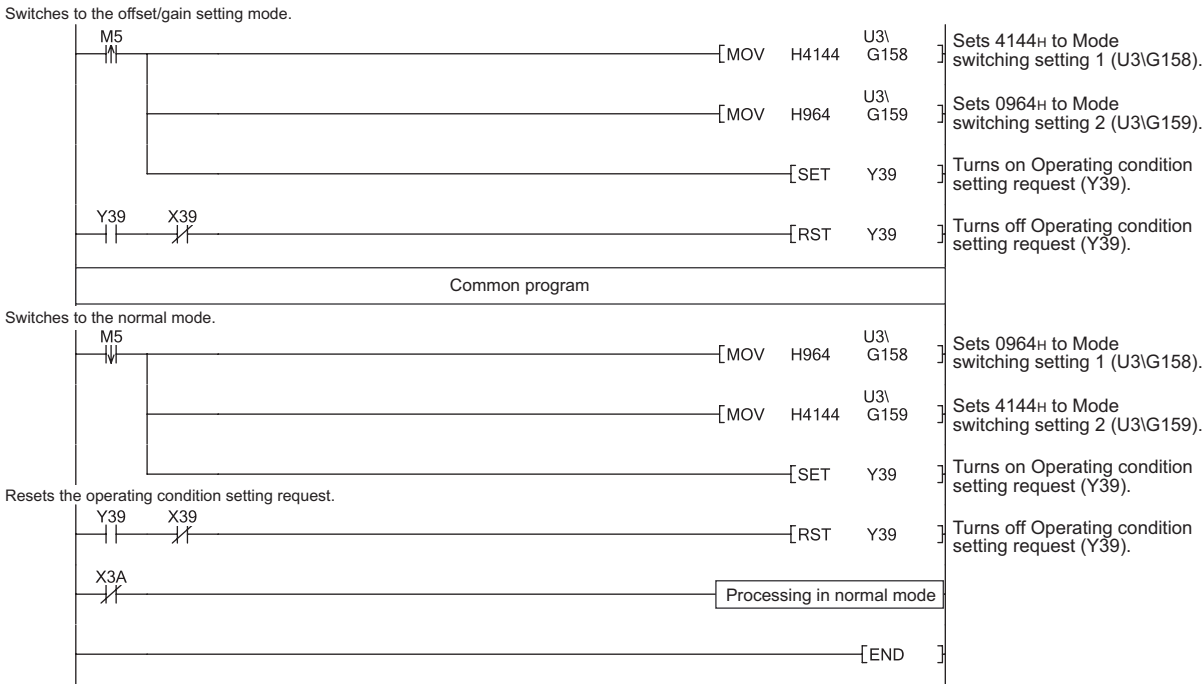 Switches to the offset/gain setting mode.
M5
U3\
MOV H4144 G158
Sets 4144H to Mode
switching setting 1 (U3\G158).
U3\
MOV H964 G159
Sets 0964H to Mode
switching setting 2 (U3\G159).
SET Y39
Turns on Operating condition
setting request (Y39).
Y39 X39
RST Y39
Turns off Operating condition
setting request (Y39).
Common program
Switches to the normal mode.
M5
U3\
MOV H964 G158
Sets 0964H to Mode
switching setting 1 (U3\G158).
U3\
MOV H4144 G159
Sets 4144H to Mode
switching setting 2 (U3\G159).
SET Y39
Turns on Operating condition
setting request (Y39).
Resets the operating condition setting request.
Y39 X39
RST Y39
Turns off Operating condition
setting request (Y39).
X3A
Processing in normal mode
END